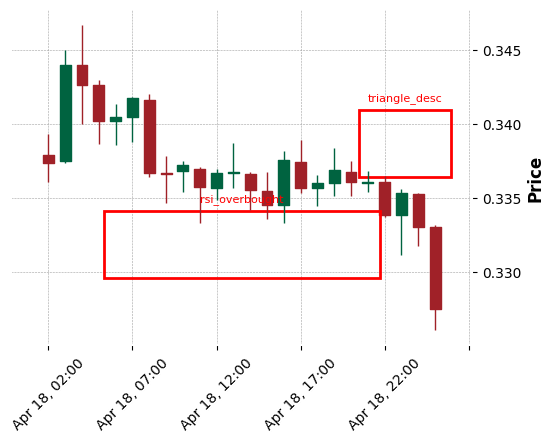 0.345
triangle_desc
0.340
Price
0.335
rsi_overbought
0.330
Apr 18, 02:00
Apr 18, 07:00
Apr 18, 12:00
Apr 18, 17:00
Apr 18, 22:00